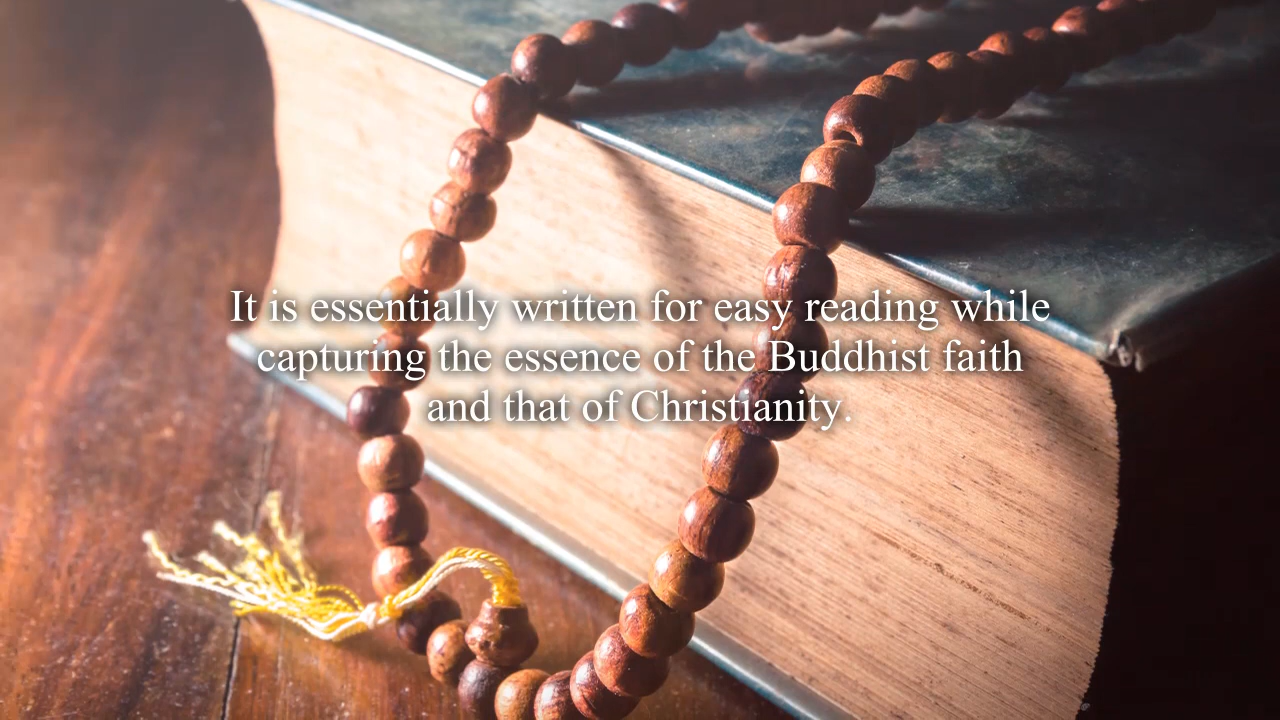 It is essentially written for easy reading while
capturing the essence of the Buddhist faith
and that of Christianity.